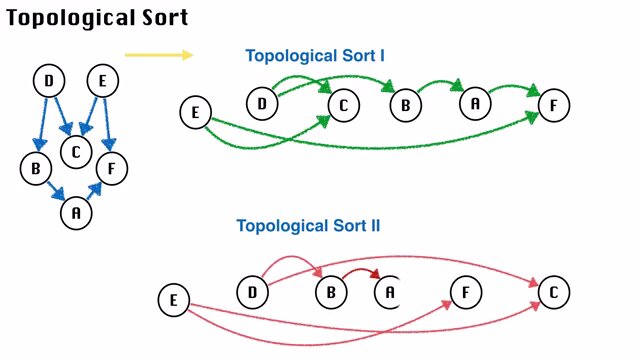 Topological Sort
Topological Sort I
D E
E D C B A F
C
B F
A
Topological Sort II
E D B A F C